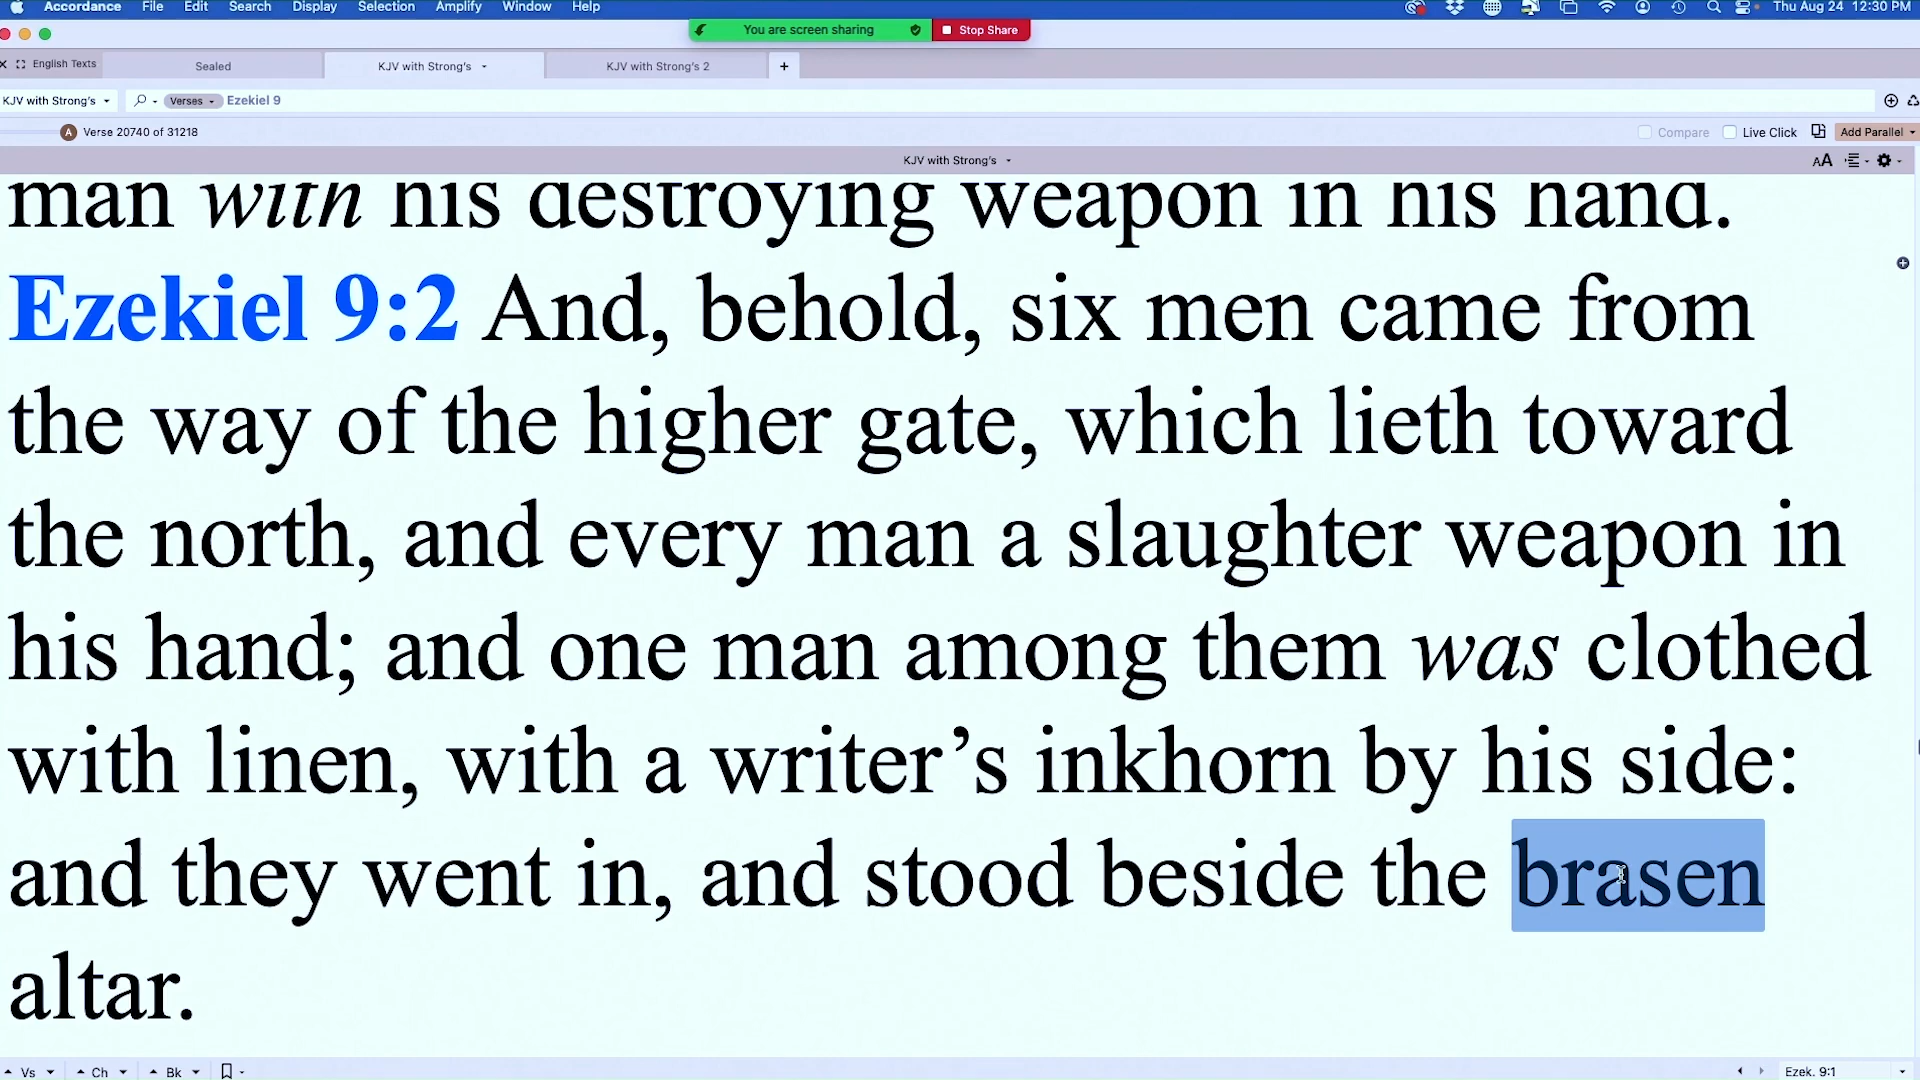 Accordance File Edit Search Display Selection Amplify Window Help Thu Aug 24 12:30 PM
You are screen sharing Stop Share
English Texts Sealed KJV with Strong's KJV with Strong's 2 +
KJV with Strong's Verses Ezekiel 9
A Verse 20740 of 31218 Compare Live Click Add Parallel
KJV with Strong's AA
man with his destroying weapon in his hand.
Ezekiel 9:2 And, behold, six men came from
the way of the higher gate, which lieth toward
the north, and every man a slaughter weapon in
his hand; and one man among them was clothed
with linen, with a writer’s inkhorn by his side:
and they went in, and stood beside the brasen
altar.
Vs Ch Bk Ezek. 9:1